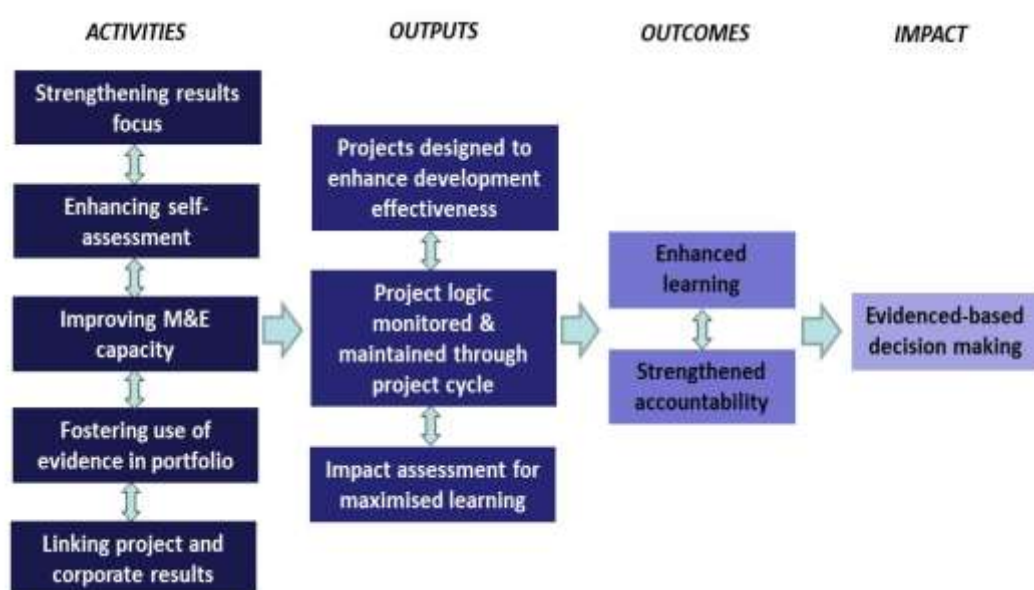 ACTIVITIES
OUTPUTS
OUTCOMES
IMPACT
Strengthening results
focus
Enhancing self-
assessment
Improving M&E
capacity
Fostering use of
evidence in portfolio
Linking project and
corporate results
Projects designed to
enhance development
effectiveness
Project logic
monitored &
maintained through
project cycle
Impact assessment for
maximised learning
Enhanced
learning
Strengthened
accountability
Evidenced-based
decision making